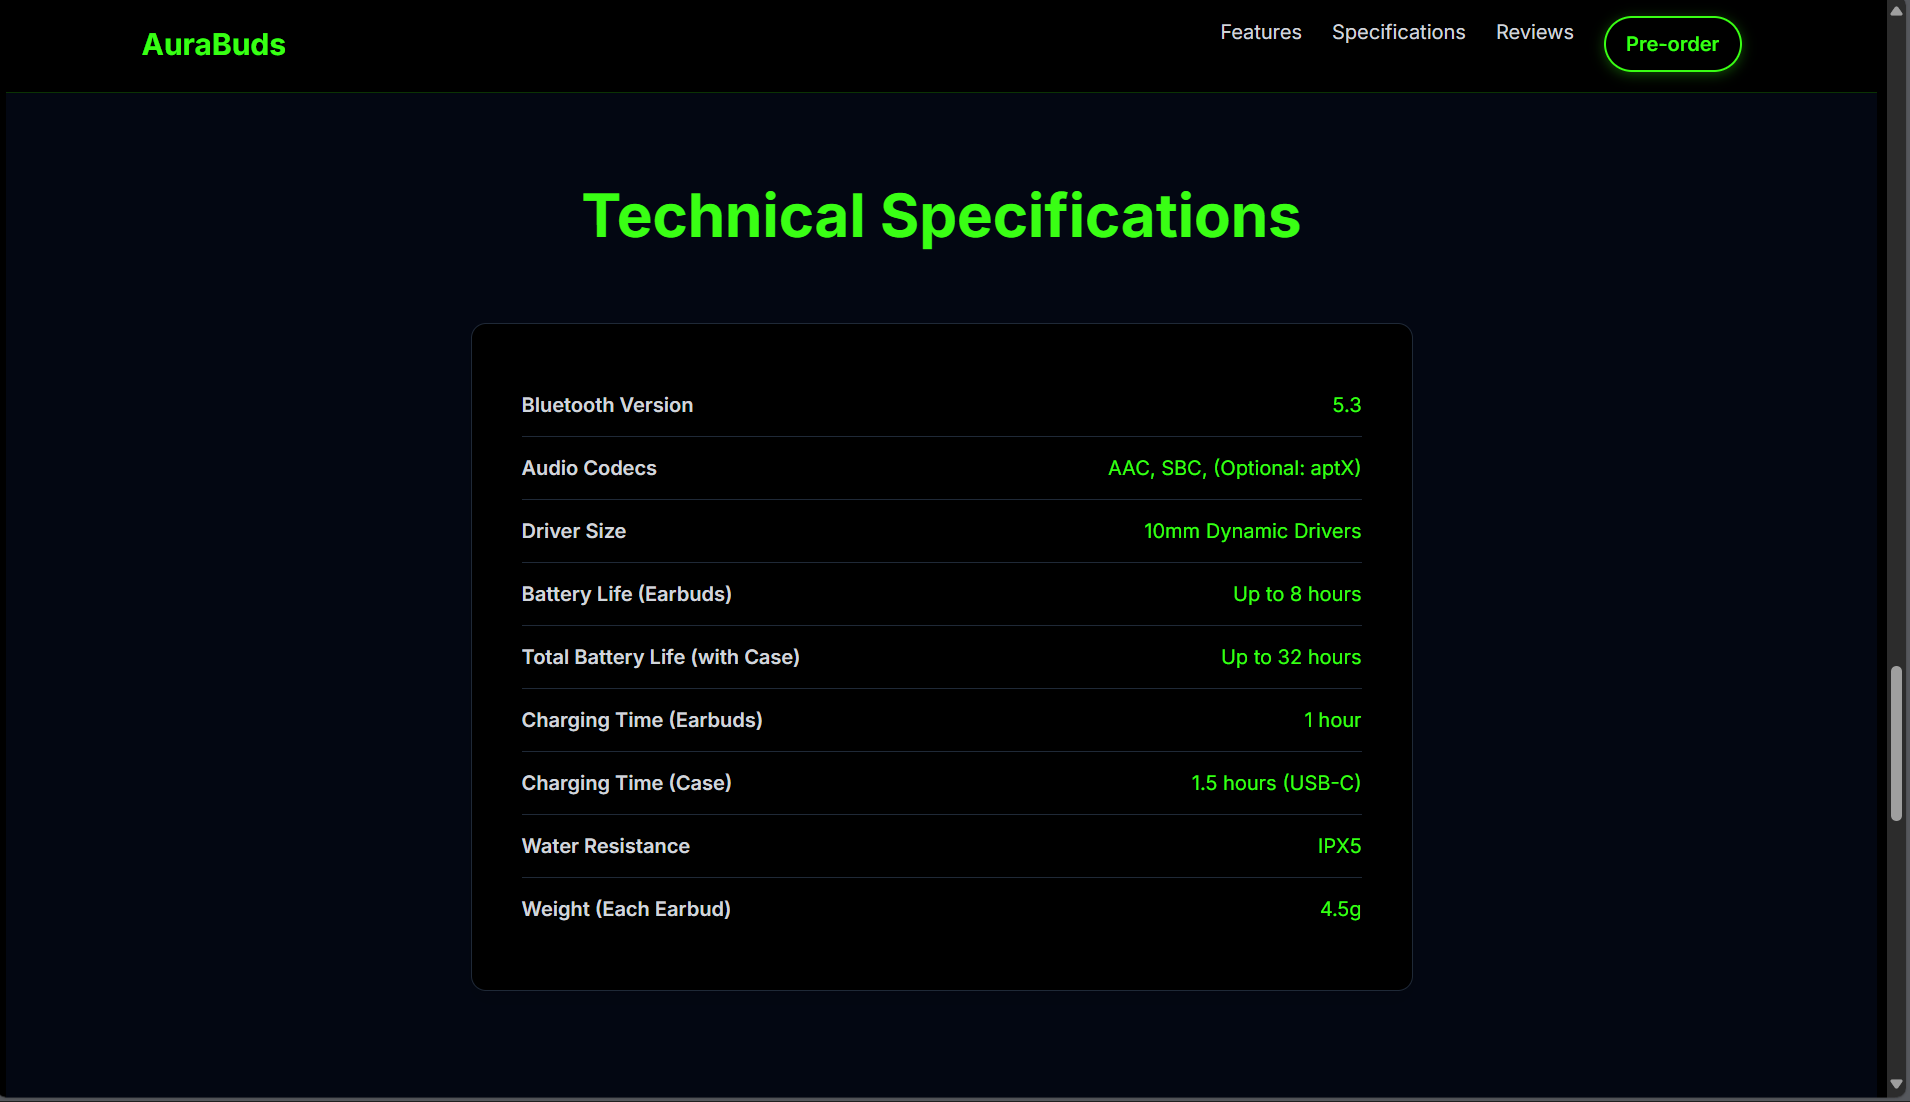 AuraBuds
Features Specifications Reviews Pre-order
Technical Specifications
Bluetooth Version 5.3
Audio Codecs AAC, SBC, (Optional: aptX)
Driver Size 10mm Dynamic Drivers
Battery Life (Earbuds) Up to 8 hours
Total Battery Life (with Case) Up to 32 hours
Charging Time (Earbuds) 1 hour
Charging Time (Case) 1.5 hours (USB-C)
Water Resistance IPX5
Weight (Each Earbud) 4.5g